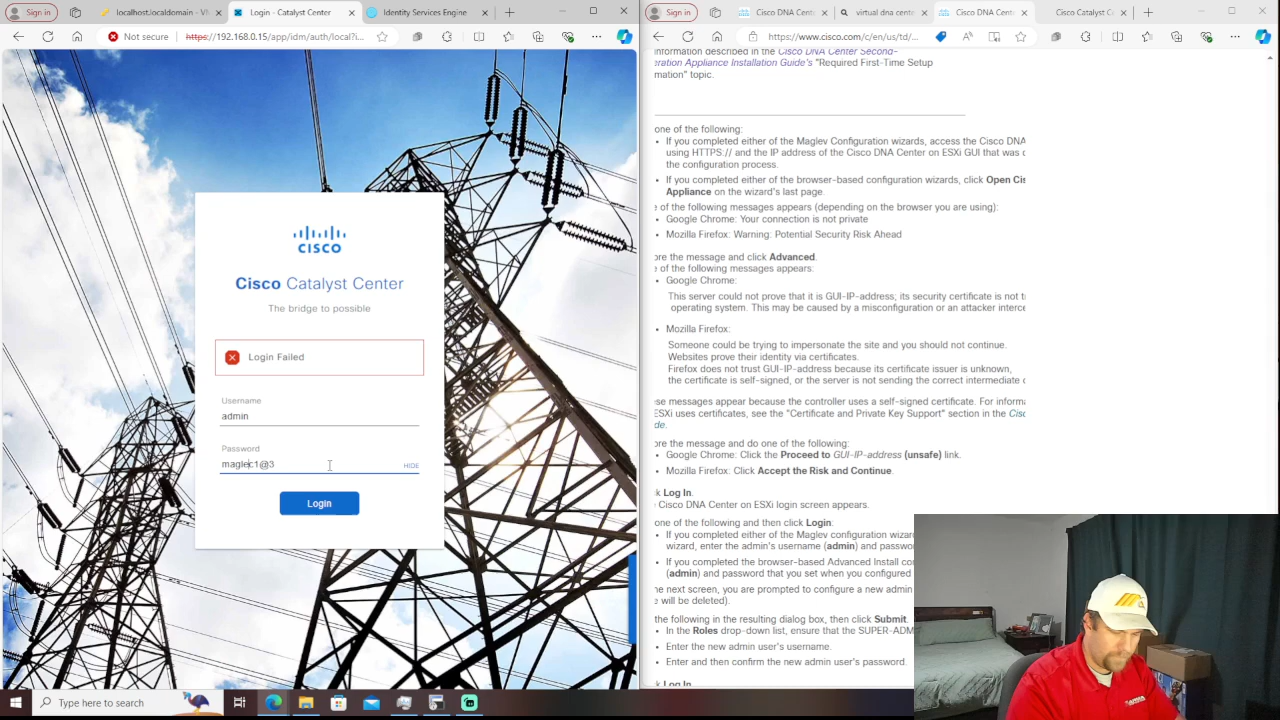 Sign in
localhost.localdomain - VM
Login - Catalyst Center
Identity Services Engine
Not secure
https://192.168.0.15/app/idm/auth/local?i...
CISCO
Cisco Catalyst Center
The bridge to possible
Login Failed
Username
admin
Password
maglec1@3
HIDE
Login
Type here to search
Sign in
Cisco DNA Cent
virtual dna cente
Cisco DNA Cent
Cisco Catalyst C
https://www.cisco.com/c/en/us/td/...
information described in the Cisco DNA Center Second-
eration Appliance Installation Guide's "Required First-Time Setup
mation" topic.
one of the following:
If you completed either of the Maglev Configuration wizards, access the Cisco DNA
using HTTPS:// and the IP address of the Cisco DNA Center on ESXi GUI that was c
the configuration process.
If you completed either of the browser-based configuration wizards, click Open Cis
Appliance on the wizard's last page.
e of the following messages appears (depending on the browser you are using):
Google Chrome: Your connection is not private
Mozilla Firefox: Warning: Potential Security Risk Ahead
ore the message and click Advanced.
e of the following messages appears:
Google Chrome:
This server could not prove that it is GUI-IP-address; its security certificate is not t
operating system. This may be caused by a misconfiguration or an attacker interce
Mozilla Firefox:
Someone could be trying to impersonate the site and you should not continue.
Websites prove their identity via certificates.
Firefox does not trust GUI-IP-address because its certificate issuer is unknown,
the certificate is self-signed, or the server is not sending the correct intermediate c
ese messages appear because the controller uses a self-signed certificate. For informa
ESXi uses certificates, see the "Certificate and Private Key Support" section in the Cisc
de.
ore the message and do one of the following:
Google Chrome: Click the Proceed to GUI-IP-address (unsafe) link.
Mozilla Firefox: Click Accept the Risk and Continue.
k Log In.
Cisco DNA Center on ESXi login screen appears.
one of the following and then click Login:
If you completed either of the Maglev configuration wizar
wizard, enter the admin's username (admin) and passwo
If you completed the browser-based Advanced Install co
(admin) and password that you set when you configured
he next screen, you are prompted to configure a new admin
e will be deleted).
the following in the resulting dialog box, then click Submit.
In the Roles drop-down list, ensure that the SUPER-ADM
Enter the new admin user's username.
Enter and then confirm the new admin user's password.
k Log In.